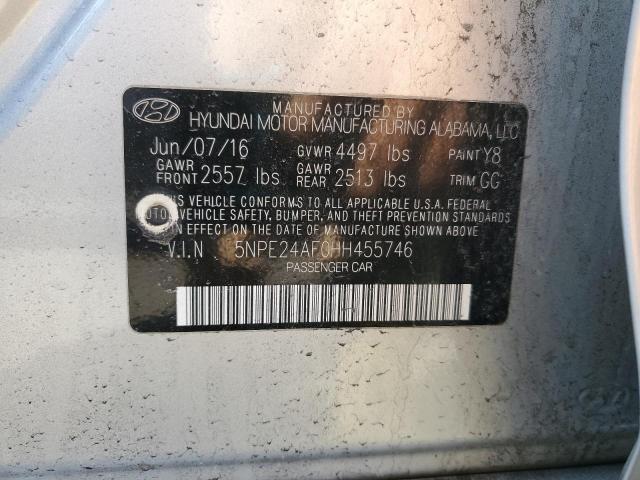 MANUFACTURED BY
HYUNDAI MOTOR MANUFACTURING ALABAMA, LLC
Jun/07/16 GVWR 4497 lbs PAINT Y8
GAWR FRONT 2557 lbs GAWR REAR 2513 lbs TRIM GG
THIS VEHICLE CONFORMS TO ALL APPLICABLE U.S.A. FEDERAL
MOTOR VEHICLE SAFETY, BUMPER, AND THEFT PREVENTION STANDARDS
IN EFFECT ON THE DATE OF MANUFACTURE SHOWN ABOVE.
V.I.N 5NPE24AF0HH455746
PASSENGER CAR